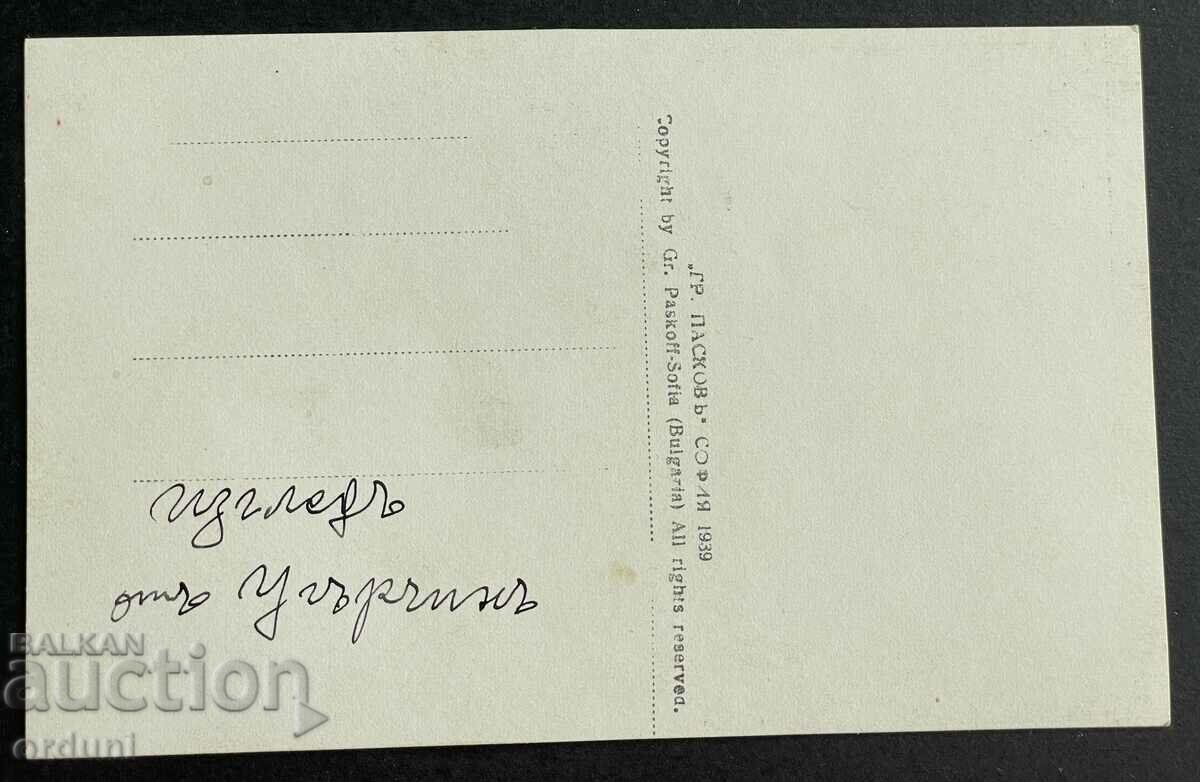 Изгледъ
отъ Угърчинъ
„ГР. ПАСКОВЪ" СОФИЯ 1939
Copyright by Gr. Paskoff-Sofia (Bulgaria) All rights reserved.
BALKAN
auction
orduni